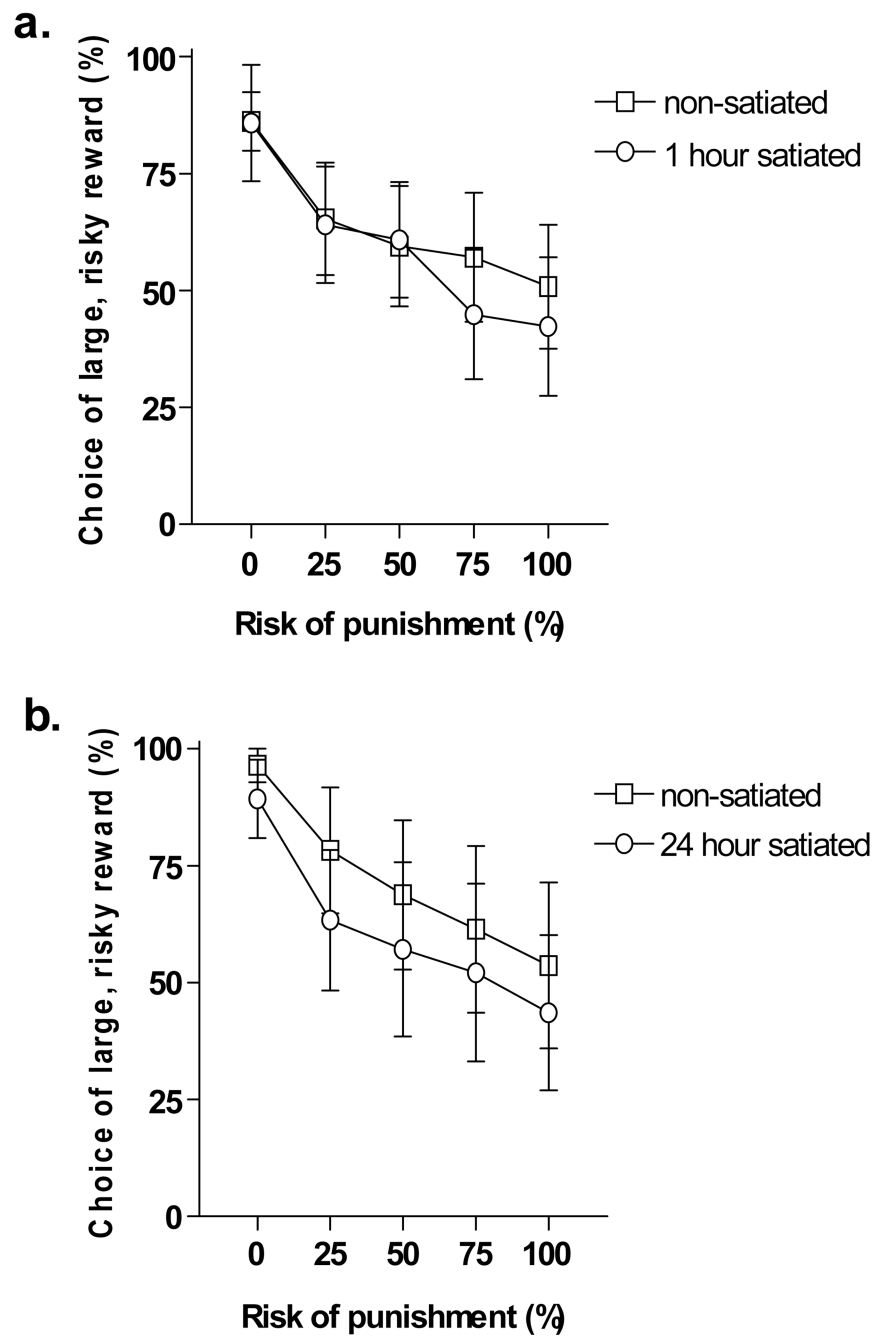 a.
Choice of large, risky reward (%)
100
75
50
25
0
0 25 50 75 100
Risk of punishment (%)
non-satiated
1 hour satiated
b.
Choice of large, risky reward (%)
100
75
50
25
0
0 25 50 75 100
Risk of punishment (%)
non-satiated
24 hour satiated